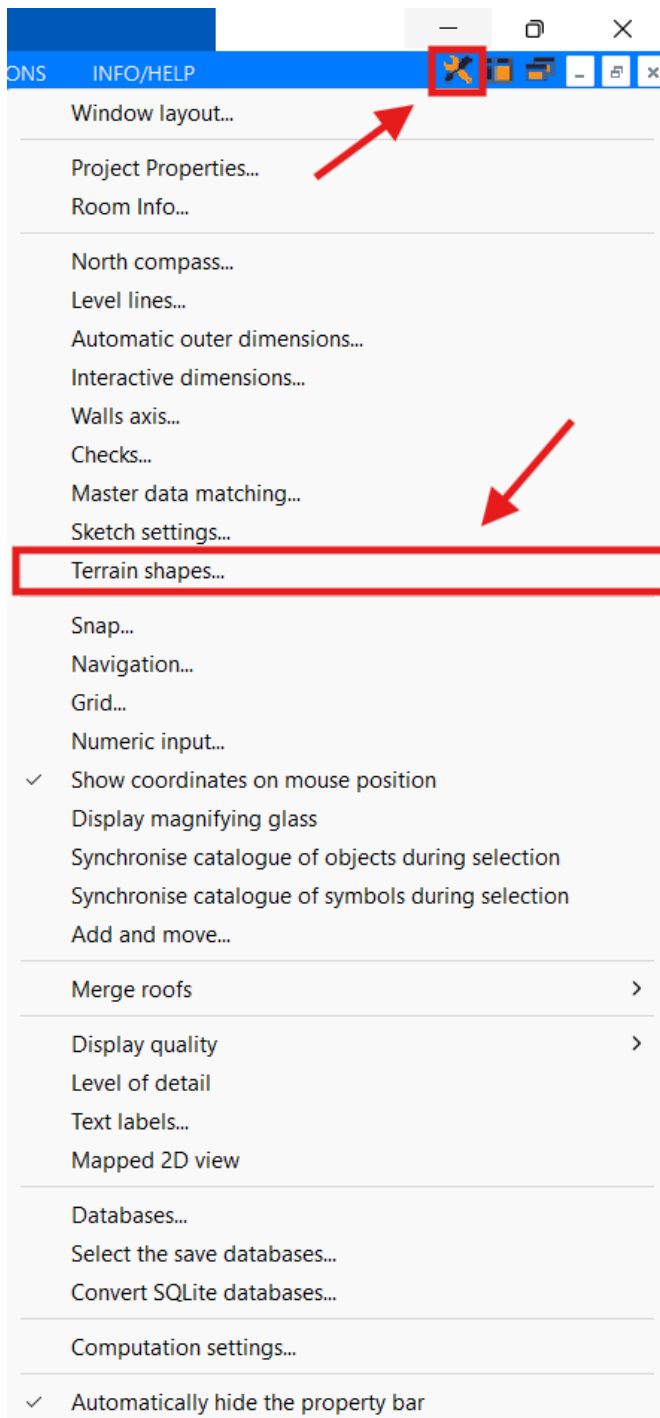 ONS INFO/HELP
Window layout...
Project Properties...
Room Info...
North compass...
Level lines...
Automatic outer dimensions...
Interactive dimensions...
Walls axis...
Checks...
Master data matching...
Sketch settings...
Terrain shapes...
Snap...
Navigation...
Grid...
Numeric input...
Show coordinates on mouse position
Display magnifying glass
Synchronise catalogue of objects during selection
Synchronise catalogue of symbols during selection
Add and move...
Merge roofs
Display quality
Level of detail
Text labels...
Mapped 2D view
Databases...
Select the save databases...
Convert SQLite databases...
Computation settings...
Automatically hide the property bar